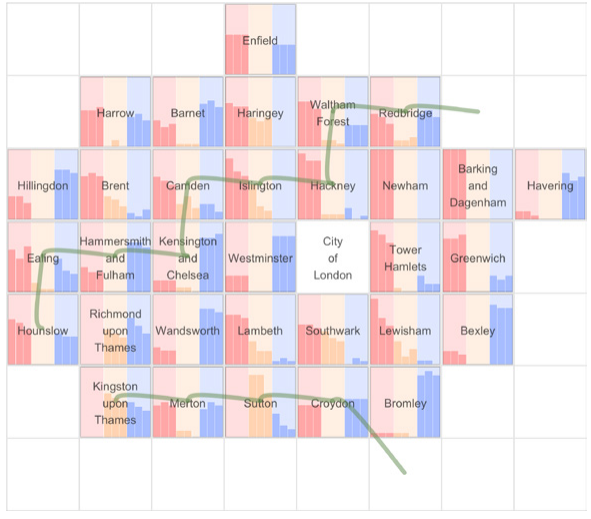 Enfield
Harrow
Barnet
Haringey
Waltham
Forest
Redbridge
Hillingdon
Brent
Camden
Islington
Hackney
Newham
Barking
and
Dagenham
Havering
Ealing
Hammersmith
and
Fulham
Kensington
and
Chelsea
Westminster
City
of
London
Tower
Hamlets
Greenwich
Hounslow
Richmond
upon
Thames
Wandsworth
Lambeth
Southwark
Lewisham
Bexley
Kingston
upon
Thames
Merton
Sutton
Croydon
Bromley